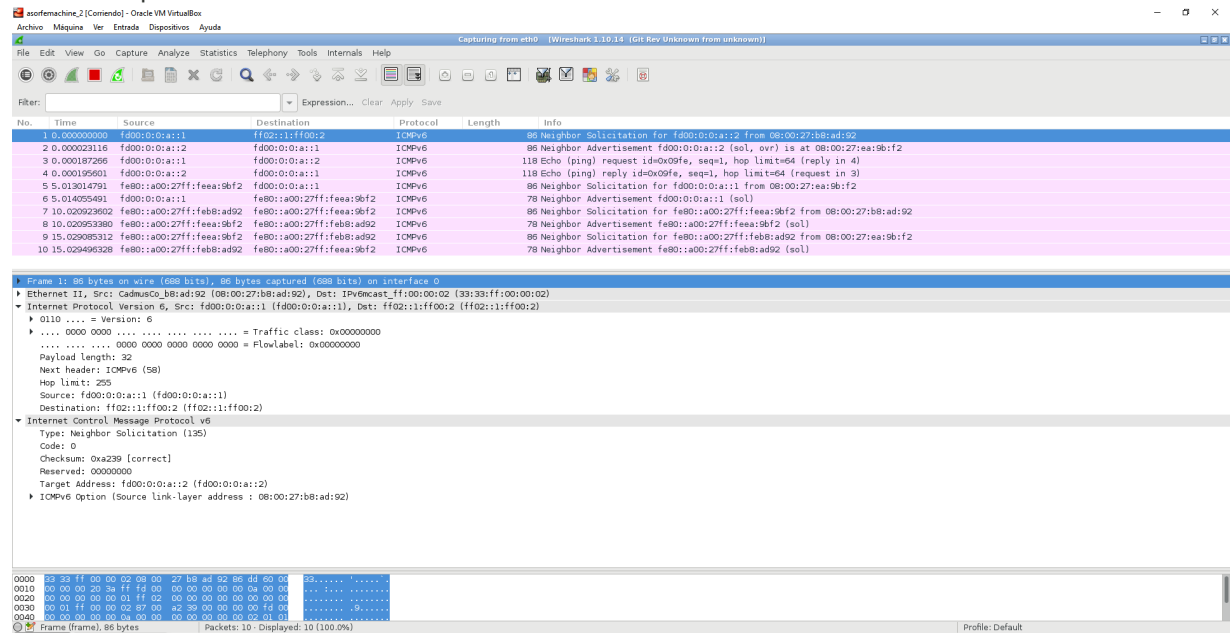 asorfemachine_2 [Corriendo] - Oracle VM VirtualBox
Archivo Máquina Ver Entrada Dispositivos Ayuda
Capturing from eth0 [Wireshark 1.10.14 (Git Rev Unknown from unknown)]
File Edit View Go Capture Analyze Statistics Telephony Tools Internals Help
Filter: Expression... Clear Apply Save
No. Time Source Destination Protocol Length Info
1 0.000000000 fd00:0:0:a::1 ff02::1:ff00:2 ICMPv6 86 Neighbor Solicitation for fd00:0:0:a::2 from 08:00:27:b8:ad:92
2 0.000023116 fd00:0:0:a::2 fd00:0:0:a::1 ICMPv6 86 Neighbor Advertisement fd00:0:0:a::2 (sol, ovr) is at 08:00:27:ea:9b:f2
3 0.000187266 fd00:0:0:a::1 fd00:0:0:a::2 ICMPv6 118 Echo (ping) request id=0x09fe, seq=1, hop limit=64 (reply in 4)
4 0.000195601 fd00:0:0:a::2 fd00:0:0:a::1 ICMPv6 118 Echo (ping) reply id=0x09fe, seq=1, hop limit=64 (request in 3)
5 5.013014791 fe80::a00:27ff:feea:9bf2 fd00:0:0:a::1 ICMPv6 86 Neighbor Solicitation for fd00:0:0:a::1 from 08:00:27:ea:9b:f2
6 5.014055491 fd00:0:0:a::1 fe80::a00:27ff:feea:9bf2 ICMPv6 78 Neighbor Advertisement fd00:0:0:a::1 (sol)
7 10.020923602 fe80::a00:27ff:feb8:ad92 fe80::a00:27ff:feea:9bf2 ICMPv6 86 Neighbor Solicitation for fe80::a00:27ff:feea:9bf2 from 08:00:27:b8:ad:92
8 10.020953380 fe80::a00:27ff:feea:9bf2 fe80::a00:27ff:feb8:ad92 ICMPv6 78 Neighbor Advertisement fe80::a00:27ff:feea:9bf2 (sol)
9 15.029085312 fe80::a00:27ff:feea:9bf2 fe80::a00:27ff:feb8:ad92 ICMPv6 86 Neighbor Solicitation for fe80::a00:27ff:feb8:ad92 from 08:00:27:ea:9b:f2
10 15.029496328 fe80::a00:27ff:feb8:ad92 fe80::a00:27ff:feea:9bf2 ICMPv6 78 Neighbor Advertisement fe80::a00:27ff:feb8:ad92 (sol)
Frame 1: 86 bytes on wire (688 bits), 86 bytes captured (688 bits) on interface 0
Ethernet II, Src: CadmusCo_b8:ad:92 (08:00:27:b8:ad:92), Dst: IPv6mcast_ff:00:00:02 (33:33:ff:00:00:02)
Internet Protocol Version 6, Src: fd00:0:0:a::1 (fd00:0:0:a::1), Dst: ff02::1:ff00:2 (ff02::1:ff00:2)
0110 .... = Version: 6
.... 0000 0000 .... .... .... .... .... = Traffic class: 0x00000000
.... .... .... 0000 0000 0000 0000 0000 = Flowlabel: 0x00000000
Payload length: 32
Next header: ICMPv6 (58)
Hop limit: 255
Source: fd00:0:0:a::1 (fd00:0:0:a::1)
Destination: ff02::1:ff00:2 (ff02::1:ff00:2)
Internet Control Message Protocol v6
Type: Neighbor Solicitation (135)
Code: 0
Checksum: 0xa239 [correct]
Reserved: 00000000
Target Address: fd00:0:0:a::2 (fd00:0:0:a::2)
ICMPv6 Option (Source link-layer address : 08:00:27:b8:ad:92)
0000 33 33 ff 00 00 02 08 00 27 b8 ad 92 86 dd 60 00 33...... '.....`.
0010 00 00 00 20 3a ff fd 00 00 00 00 00 00 0a 00 00 ... :... ........
0020 00 00 00 00 00 01 ff 02 00 00 00 00 00 00 00 00 ........ ........
0030 00 01 ff 00 00 02 87 00 a2 39 00 00 00 00 fd 00 ........ .9......
0040 00 00 00 00 00 0a 00 00 00 00 00 00 00 02 01 01 ........ ........
Frame (frame), 86 bytes Packets: 10 · Displayed: 10 (100.0%) Profile: Default